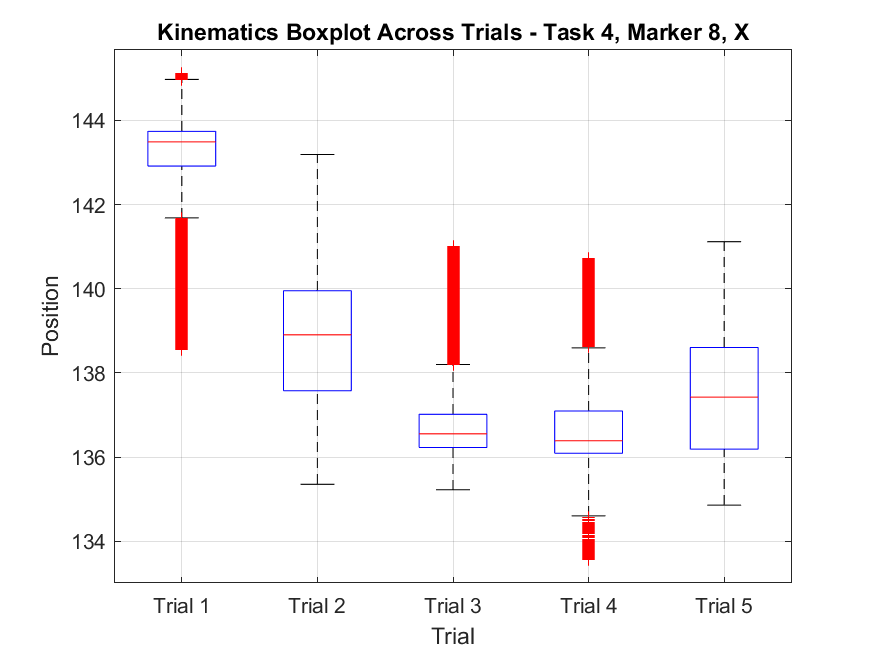 Kinematics Boxplot Across Trials - Task 4, Marker 8, X
144
142
140
138
136
134
Position
Trial 1 Trial 2 Trial 3 Trial 4 Trial 5
Trial